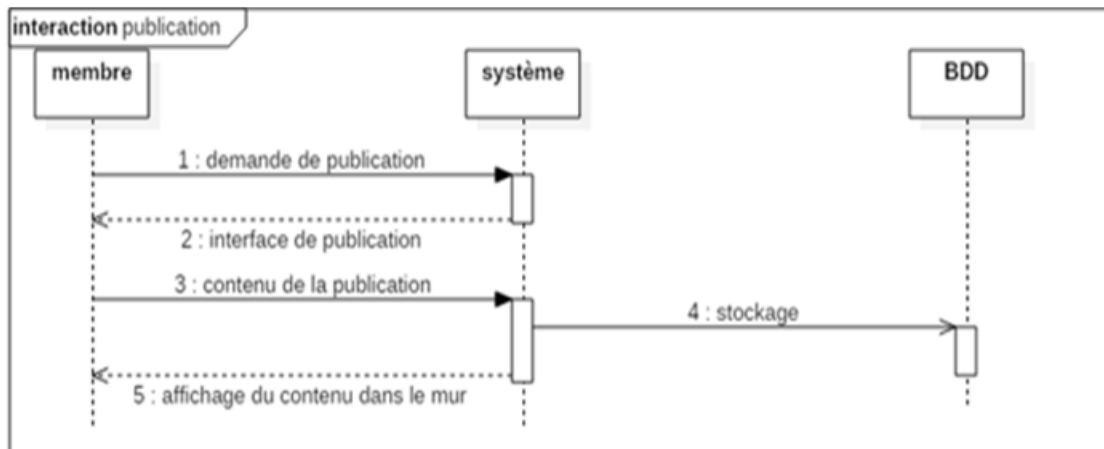 interaction publication
membre
système
BDD
1 : demande de publication
2 : interface de publication
3 : contenu de la publication
4 : stockage
5 : affichage du contenu dans le mur